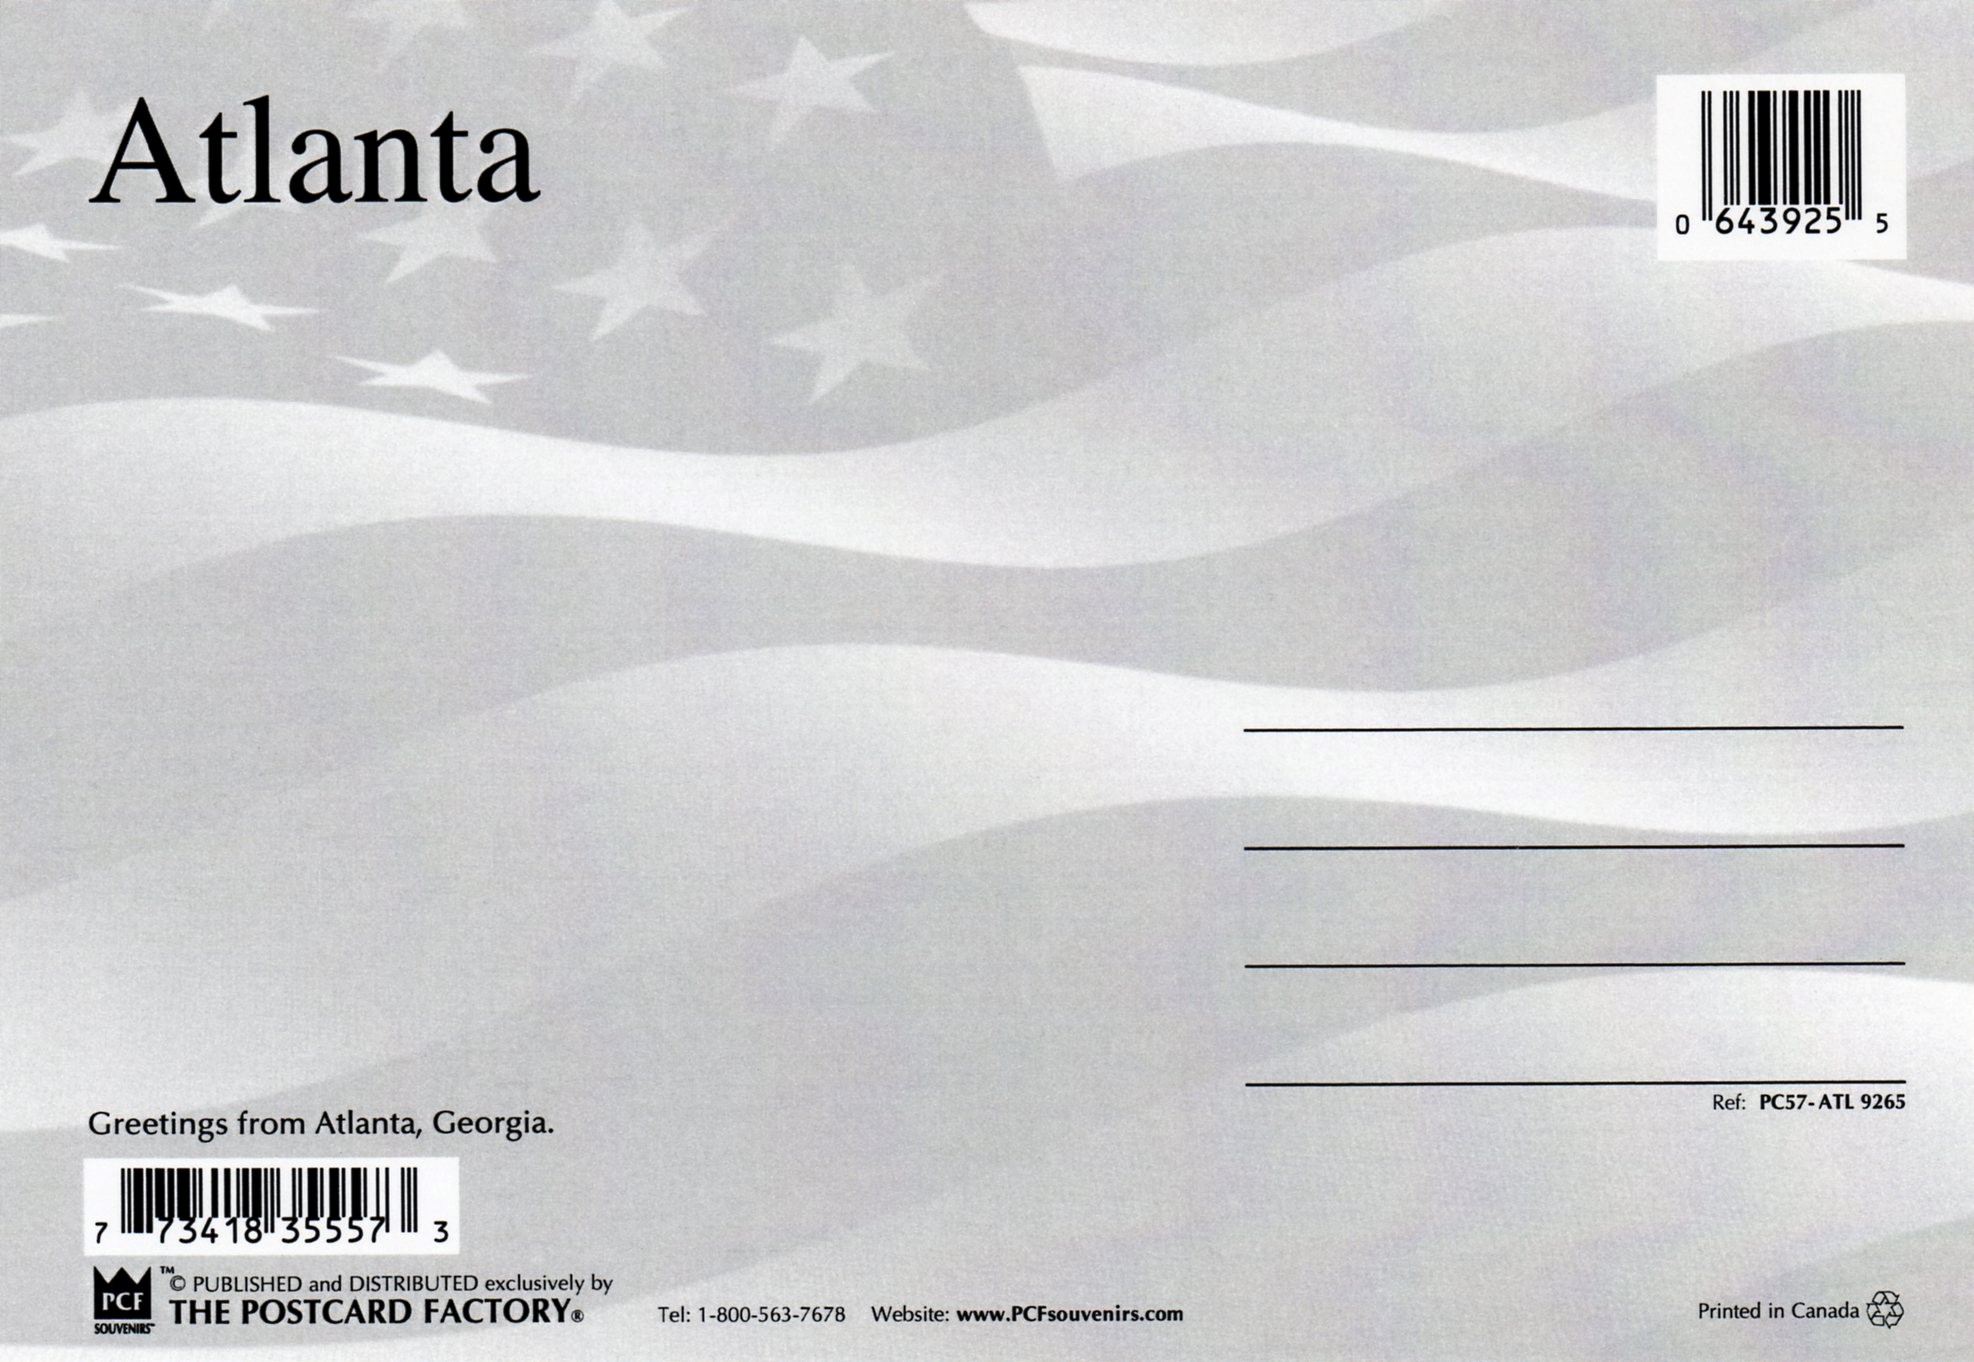 Atlanta
0 643925 5
Ref: PC57-ATL 9265
Greetings from Atlanta, Georgia.
7 73418 35557 3
PCF
SOUVENIRS™
™© PUBLISHED and DISTRIBUTED exclusively by
THE POSTCARD FACTORY®
Tel: 1-800-563-7678 Website: www.PCFsouvenirs.com
Printed in Canada